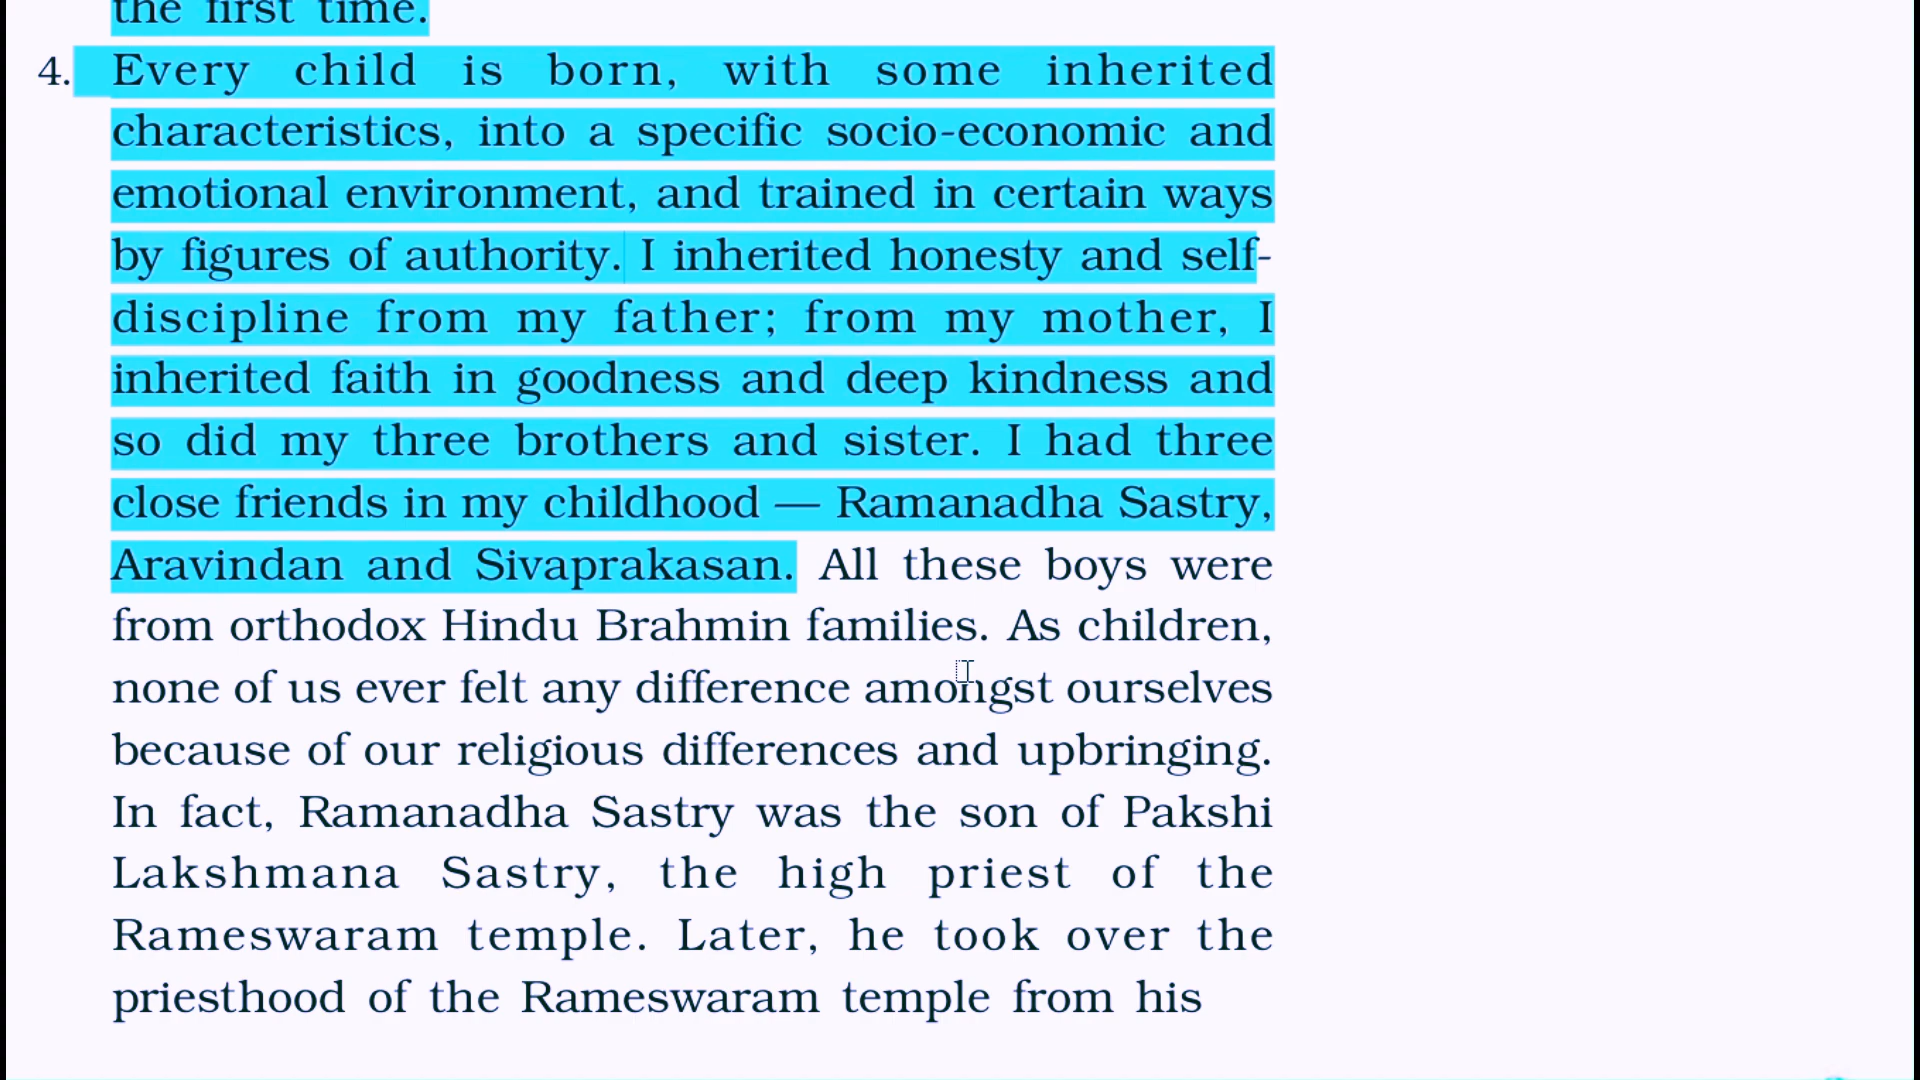 the first time.
4. Every child is born, with some inherited
characteristics, into a specific socio-economic and
emotional environment, and trained in certain ways
by figures of authority. I inherited honesty and self-
discipline from my father; from my mother, I
inherited faith in goodness and deep kindness and
so did my three brothers and sister. I had three
close friends in my childhood — Ramanadha Sastry,
Aravindan and Sivaprakasan. All these boys were
from orthodox Hindu Brahmin families. As children,
none of us ever felt any difference amongst ourselves
because of our religious differences and upbringing.
In fact, Ramanadha Sastry was the son of Pakshi
Lakshmana Sastry, the high priest of the
Rameswaram temple. Later, he took over the
priesthood of the Rameswaram temple from his